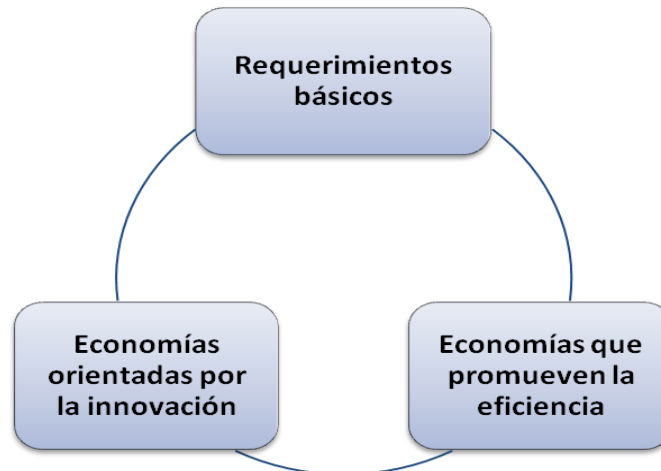 Requerimientos
básicos
Economías
orientadas por
la innovación
Economías que
promueven la
eficiencia